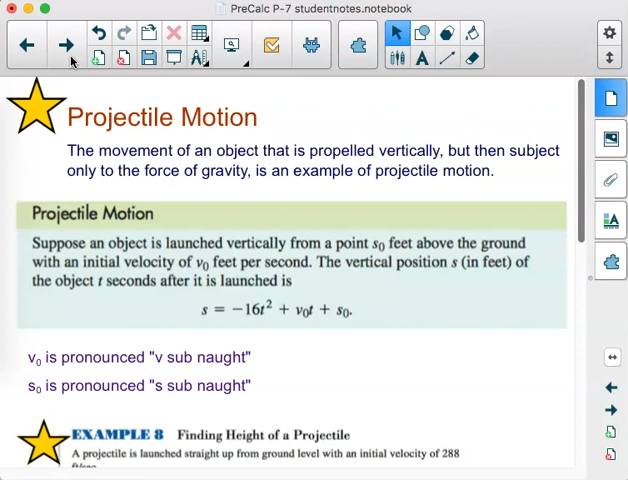 PreCalc P-7 studentnotes.notebook
Projectile Motion
The movement of an object that is propelled vertically, but then subject
only to the force of gravity, is an example of projectile motion.
Projectile Motion
Suppose an object is launched vertically from a point s₀ feet above the ground
with an initial velocity of v₀ feet per second. The vertical position s (in feet) of
the object t seconds after it is launched is
s = −16t² + v₀t + s₀.
v₀ is pronounced "v sub naught"
s₀ is pronounced "s sub naught"
EXAMPLE 8 Finding Height of a Projectile
A projectile is launched straight up from ground level with an initial velocity of 288